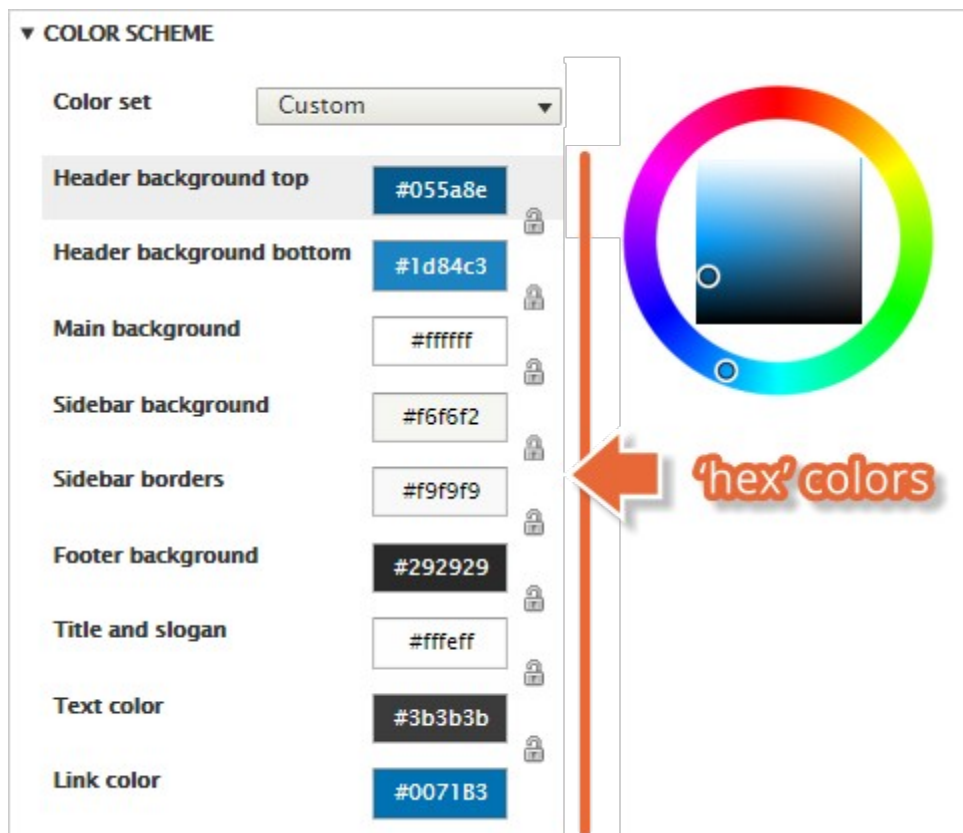 COLOR SCHEME
Color set Custom
Header background top #055a8e
Header background bottom #1d84c3
Main background #ffffff
Sidebar background #f6f6f2
Sidebar borders #f9f9f9
‘hex’ colors
Footer background #292929
Title and slogan #fffeff
Text color #3b3b3b
Link color #0071B3